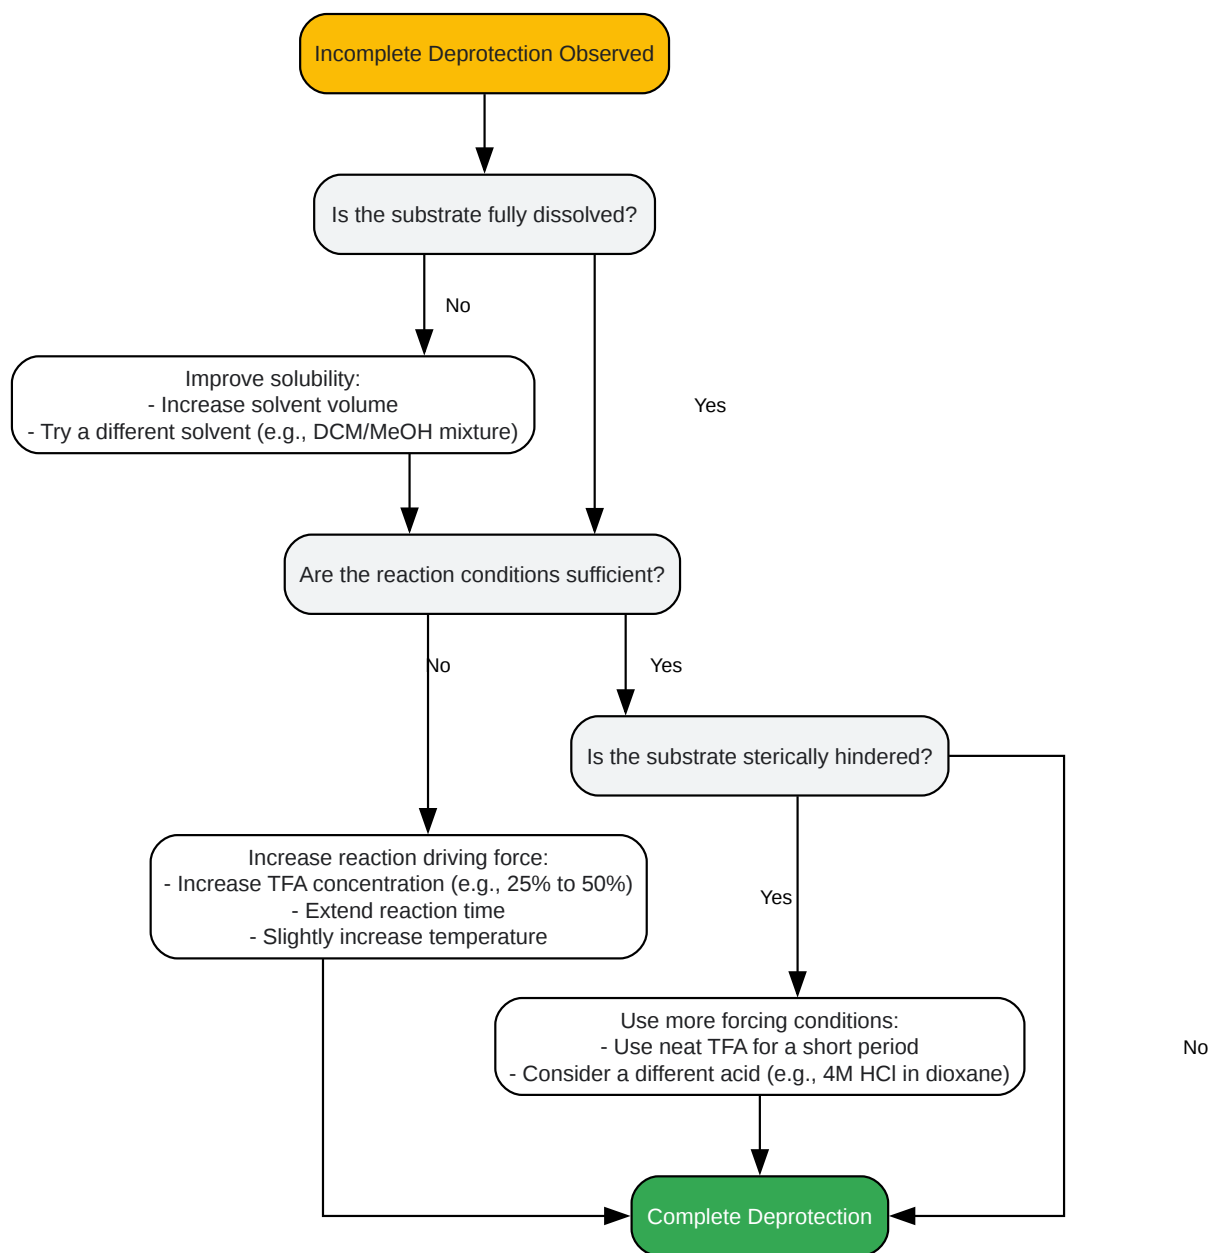 Incomplete Deprotection Observed
Is the substrate fully dissolved?
No
Improve solubility:
- Increase solvent volume
- Try a different solvent (e.g., DCM/MeOH mixture)
Yes
Are the reaction conditions sufficient?
No
Yes
Is the substrate sterically hindered?
Increase reaction driving force:
- Increase TFA concentration (e.g., 25% to 50%)
- Extend reaction time
- Slightly increase temperature
Yes
Use more forcing conditions:
- Use neat TFA for a short period
- Consider a different acid (e.g., 4M HCl in dioxane)
No
Complete Deprotection